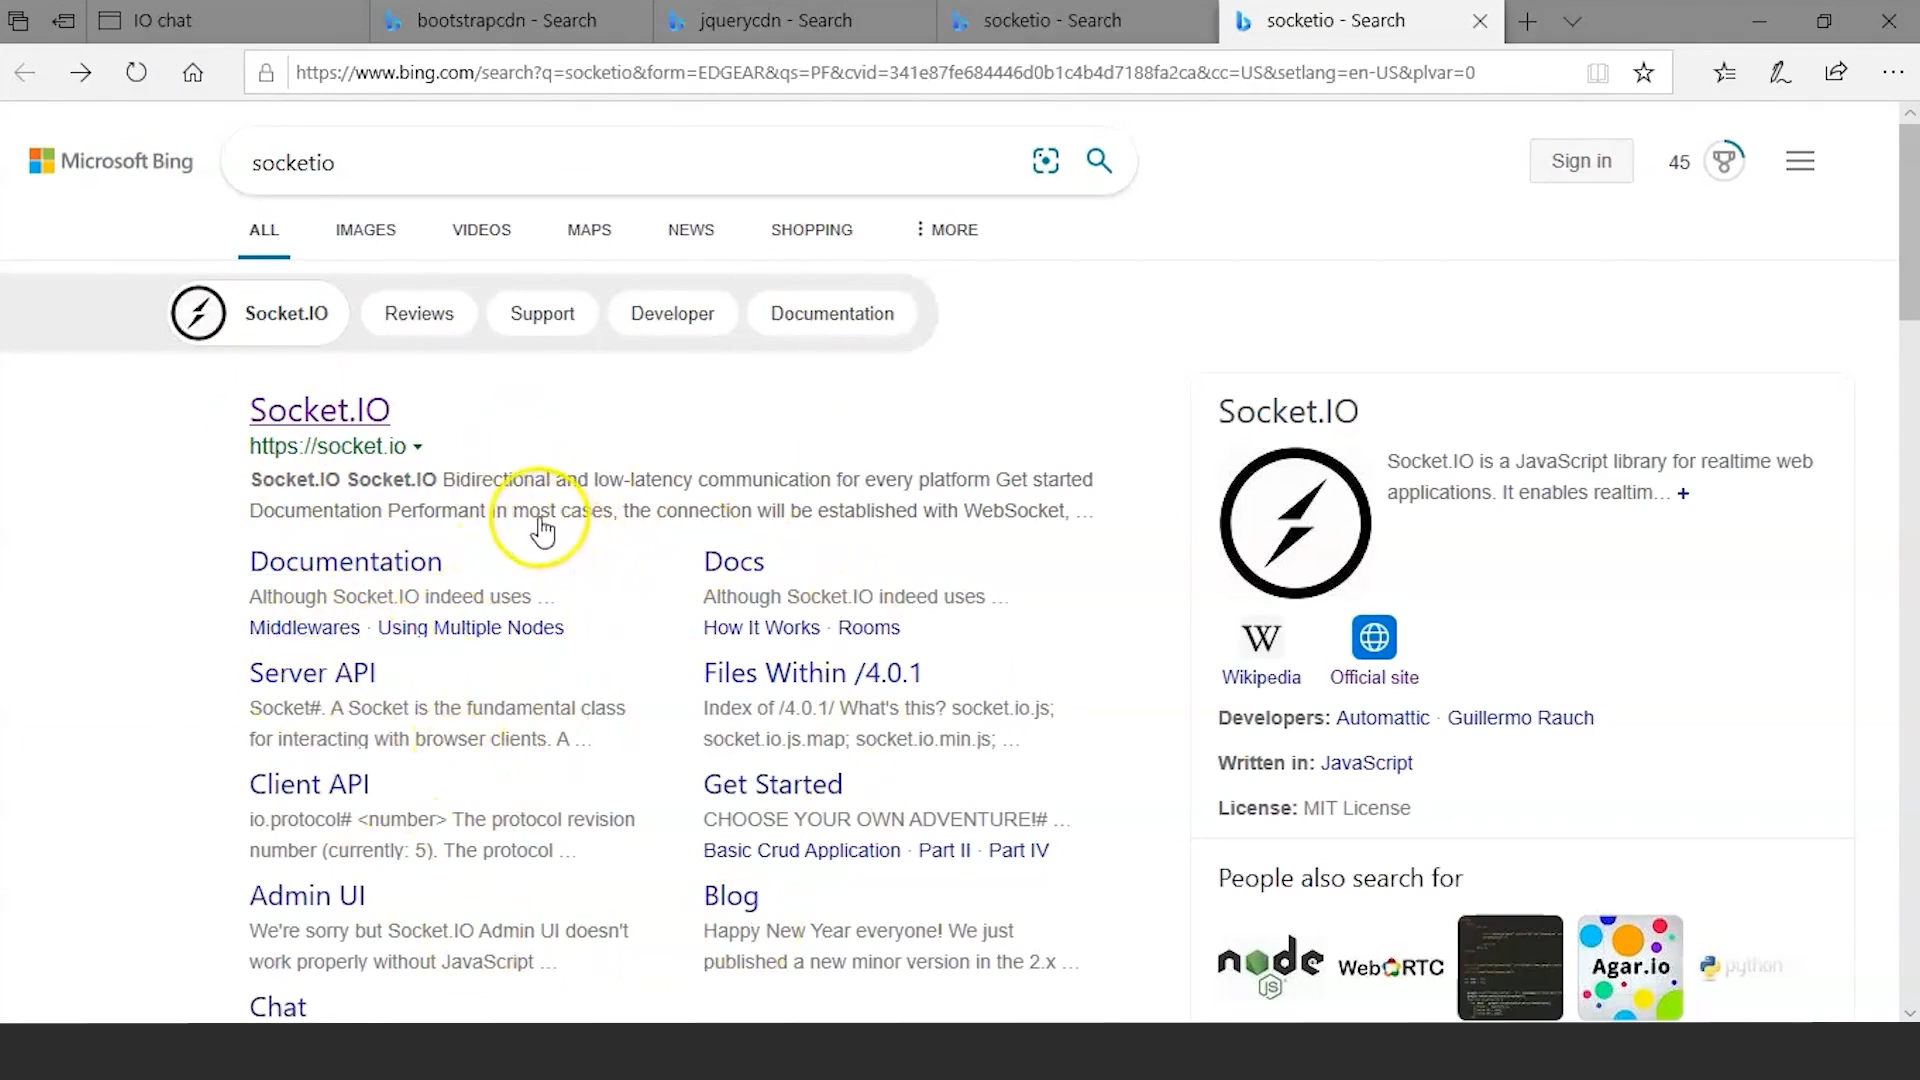 IO chat
bootstrapcdn - Search
jquerycdn - Search
socketio - Search
socketio - Search
https://www.bing.com/search?q=socketio&form=EDGEAR&qs=PF&cvid=341e87fe684446d0b1c4b4d7188fa2ca&cc=US&setlang=en-US&plvar=0
Microsoft Bing
socketio
Sign in
45
ALL
IMAGES
VIDEOS
MAPS
NEWS
SHOPPING
MORE
Socket.IO
Reviews
Support
Developer
Documentation
Socket.IO
https://socket.io
Socket.IO Socket.IO Bidirectional and low-latency communication for every platform Get started
Documentation Performant In most cases, the connection will be established with WebSocket, ...
Documentation
Although Socket.IO indeed uses ...
Middlewares · Using Multiple Nodes
Docs
Although Socket.IO indeed uses ...
How It Works · Rooms
Server API
Socket#. A Socket is the fundamental class
for interacting with browser clients. A ...
Files Within /4.0.1
Index of /4.0.1/ What's this? socket.io.js;
socket.io.js.map; socket.io.min.js; ...
Client API
io.protocol# <number> The protocol revision
number (currently: 5). The protocol ...
Get Started
CHOOSE YOUR OWN ADVENTURE!# ...
Basic Crud Application · Part II · Part IV
Admin UI
We're sorry but Socket.IO Admin UI doesn't
work properly without JavaScript ...
Blog
Happy New Year everyone! We just
published a new minor version in the 2.x ...
Chat
Socket.IO
Socket.IO is a JavaScript library for realtime web
applications. It enables realtim... +
W
Wikipedia
Official site
Developers: Automattic · Guillermo Rauch
Written in: JavaScript
License: MIT License
People also search for
node
JS
WebRTC
Agar.io
python